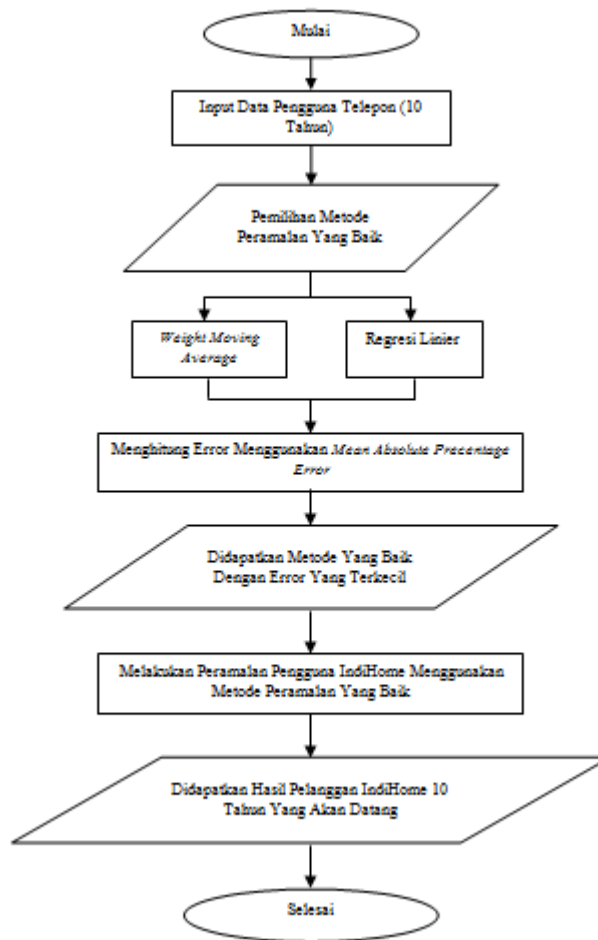 Mulai
Input Data Pengguna Telepon (10
Tahun)
Pemilihan Metode
Peramalan Yang Baik
Weight Moving
Average
Regresi Linier
Menghitung Error Menggunakan Mean Absolute Precantage
Error
Didapatkan Metode Yang Baik
Dengan Error Yang Terkecil
Melakukan Peramalan Pengguna IndiHome Menggunakan
Metode Peramalan Yang Baik
Didapatkan Hasil Pelanggan IndiHome 10
Tahun Yang Akan Datang
Selesai